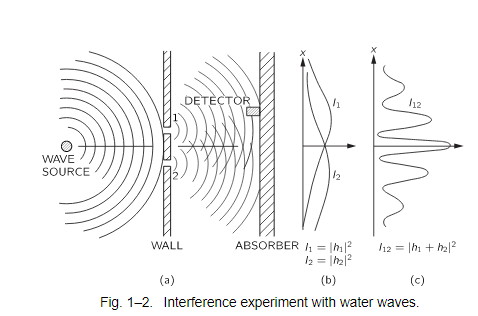 x
x
DETECTOR
1
I₁
I₁₂
WAVE
SOURCE
2
I₂
WALL
ABSORBER
I₁ = |h₁|²
I₂ = |h₂|²
I₁₂ = |h₁ + h₂|²
(a)
(b)
(c)
Fig. 1–2. Interference experiment with water waves.